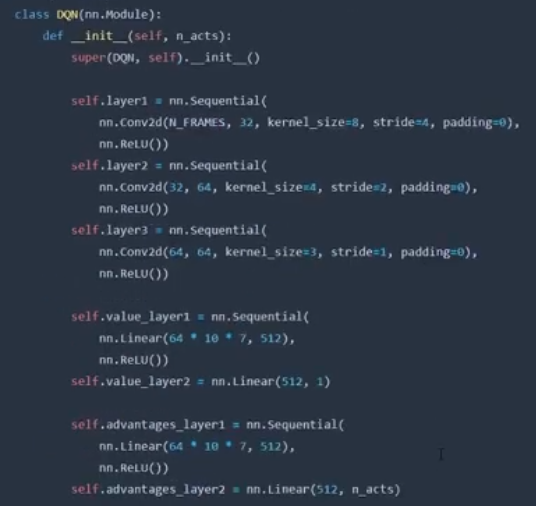 class DQN(nn.Module):
def __init__(self, n_acts):
super(DQN, self).__init__()
self.layer1 = nn.Sequential(
nn.Conv2d(N_FRAMES, 32, kernel_size=8, stride=4, padding=0),
nn.ReLU())
self.layer2 = nn.Sequential(
nn.Conv2d(32, 64, kernel_size=4, stride=2, padding=0),
nn.ReLU())
self.layer3 = nn.Sequential(
nn.Conv2d(64, 64, kernel_size=3, stride=1, padding=0),
nn.ReLU())
self.value_layer1 = nn.Sequential(
nn.Linear(64 * 10 * 7, 512),
nn.ReLU())
self.value_layer2 = nn.Linear(512, 1)
self.advantages_layer1 = nn.Sequential(
nn.Linear(64 * 10 * 7, 512),
nn.ReLU())
self.advantages_layer2 = nn.Linear(512, n_acts)